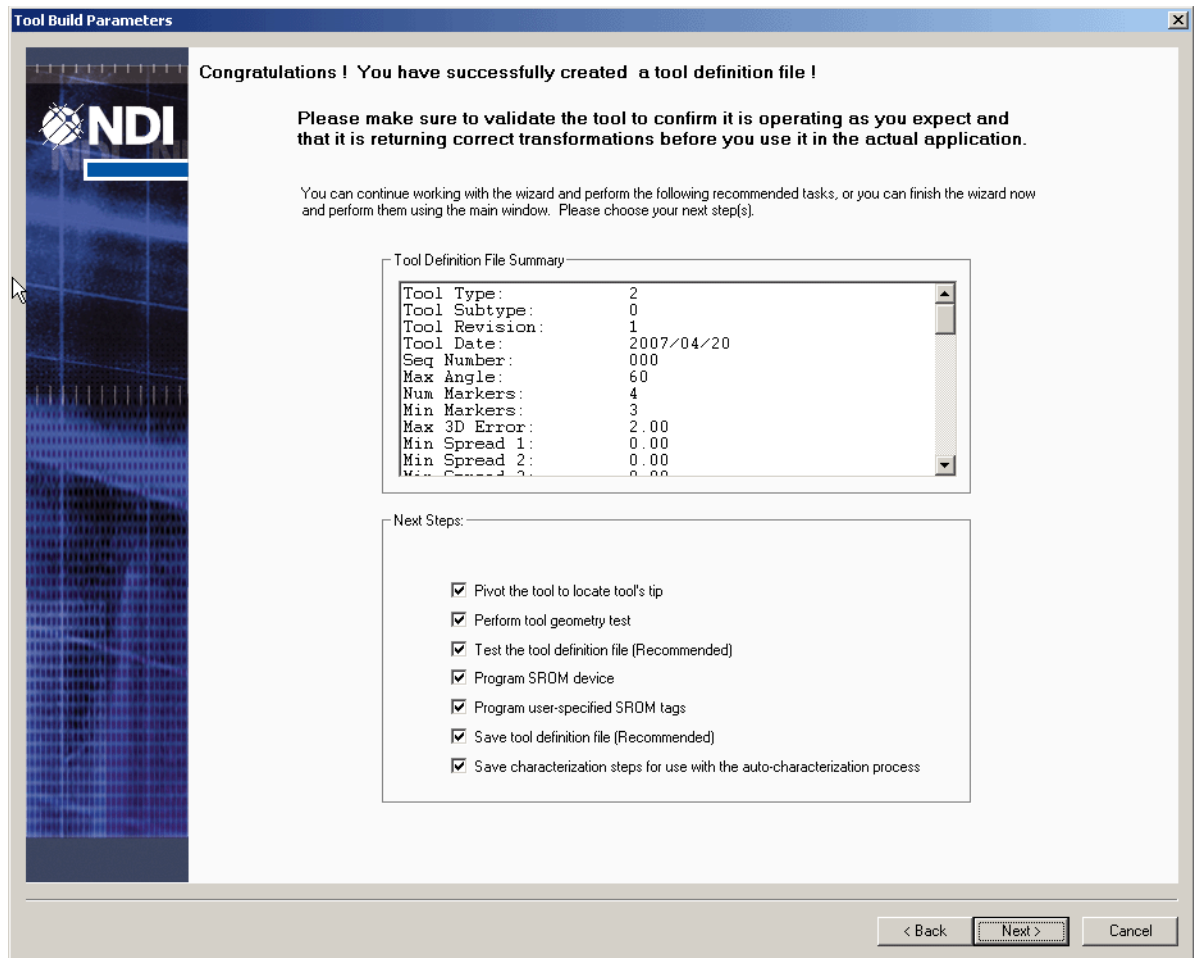 Tool Build Parameters
NDI
Congratulations ! You have successfully created a tool definition file !
Please make sure to validate the tool to confirm it is operating as you expect and
that it is returning correct transformations before you use it in the actual application.
You can continue working with the wizard and perform the following recommended tasks, or you can finish the wizard now
and perform them using the main window. Please choose your next step(s).
Tool Definition File Summary
Tool Type: 2
Tool Subtype: 0
Tool Revision: 1
Tool Date: 2007/04/20
Seq Number: 000
Max Angle: 60
Num Markers: 4
Min Markers: 3
Max 3D Error: 2.00
Min Spread 1: 0.00
Min Spread 2: 0.00
Min Spread 3: 0.00
Next Steps:
Pivot the tool to locate tool's tip
Perform tool geometry test
Test the tool definition file (Recommended)
Program SROM device
Program user-specified SROM tags
Save tool definition file (Recommended)
Save characterization steps for use with the auto-characterization process
< Back
Next >
Cancel